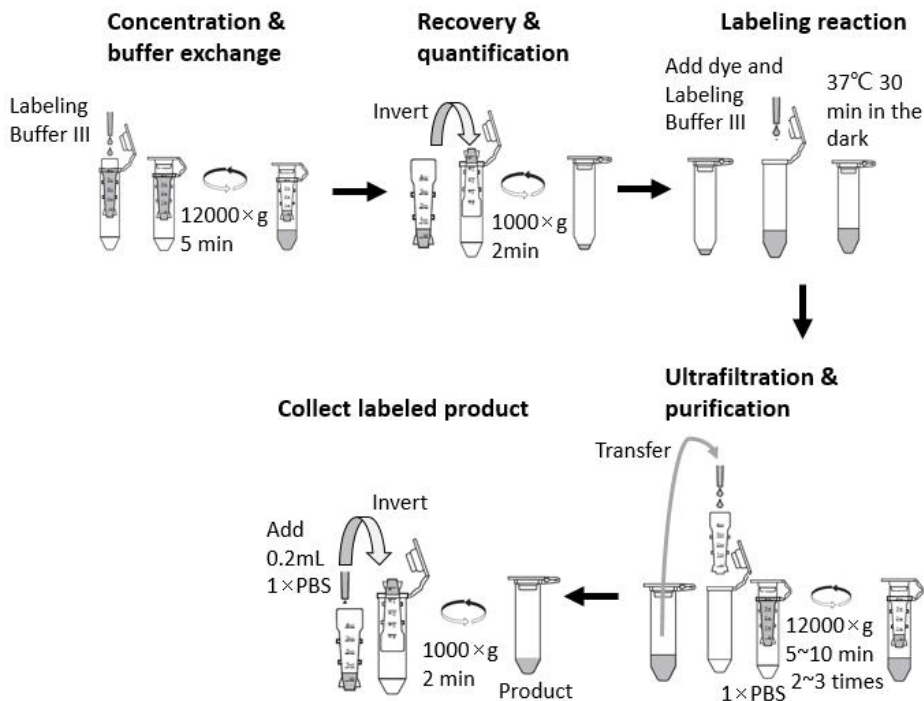 Concentration &
buffer exchange
Labeling
Buffer III
12000×g
5 min
Recovery &
quantification
Invert
1000×g
2min
Labeling reaction
Add dye and
Labeling
Buffer III
37℃ 30
min in the
dark
Ultrafiltration &
purification
Transfer
12000×g
5~10 min
2~3 times
1×PBS
Collect labeled product
Invert
Add
0.2mL
1×PBS
1000×g
2 min
Product